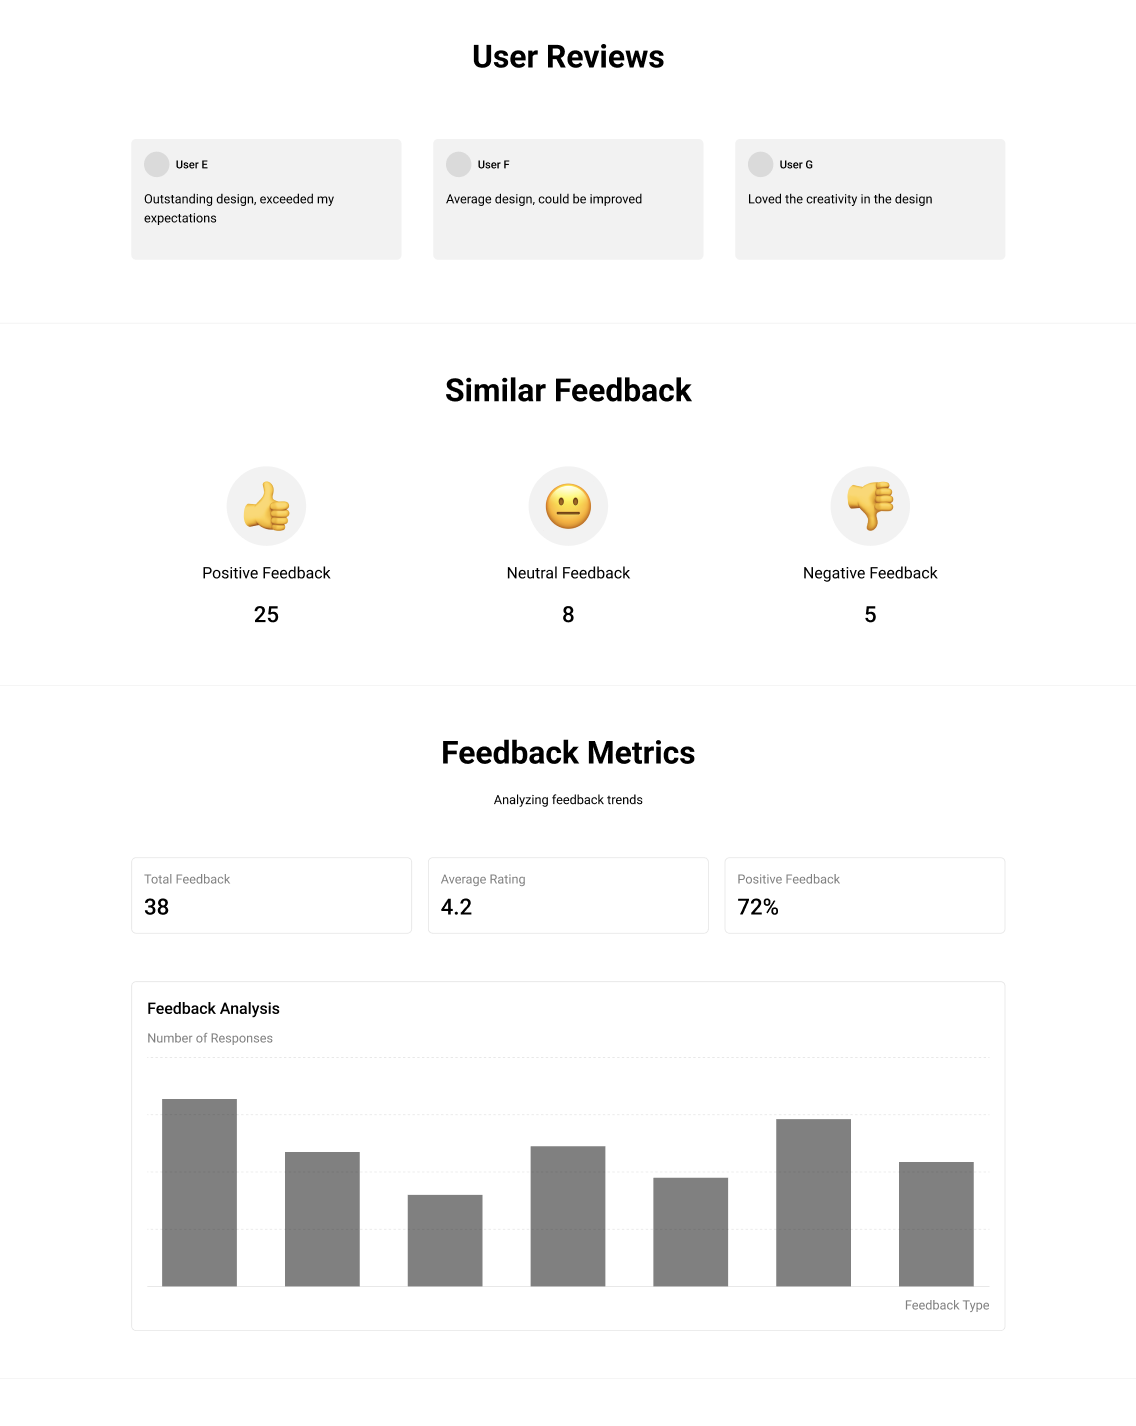 User Reviews
User E
Outstanding design, exceeded my
expectations
User F
Average design, could be improved
User G
Loved the creativity in the design
Similar Feedback
Positive Feedback
25
Neutral Feedback
8
Negative Feedback
5
Feedback Metrics
Analyzing feedback trends
Total Feedback
38
Average Rating
4.2
Positive Feedback
72%
Feedback Analysis
Number of Responses
Feedback Type